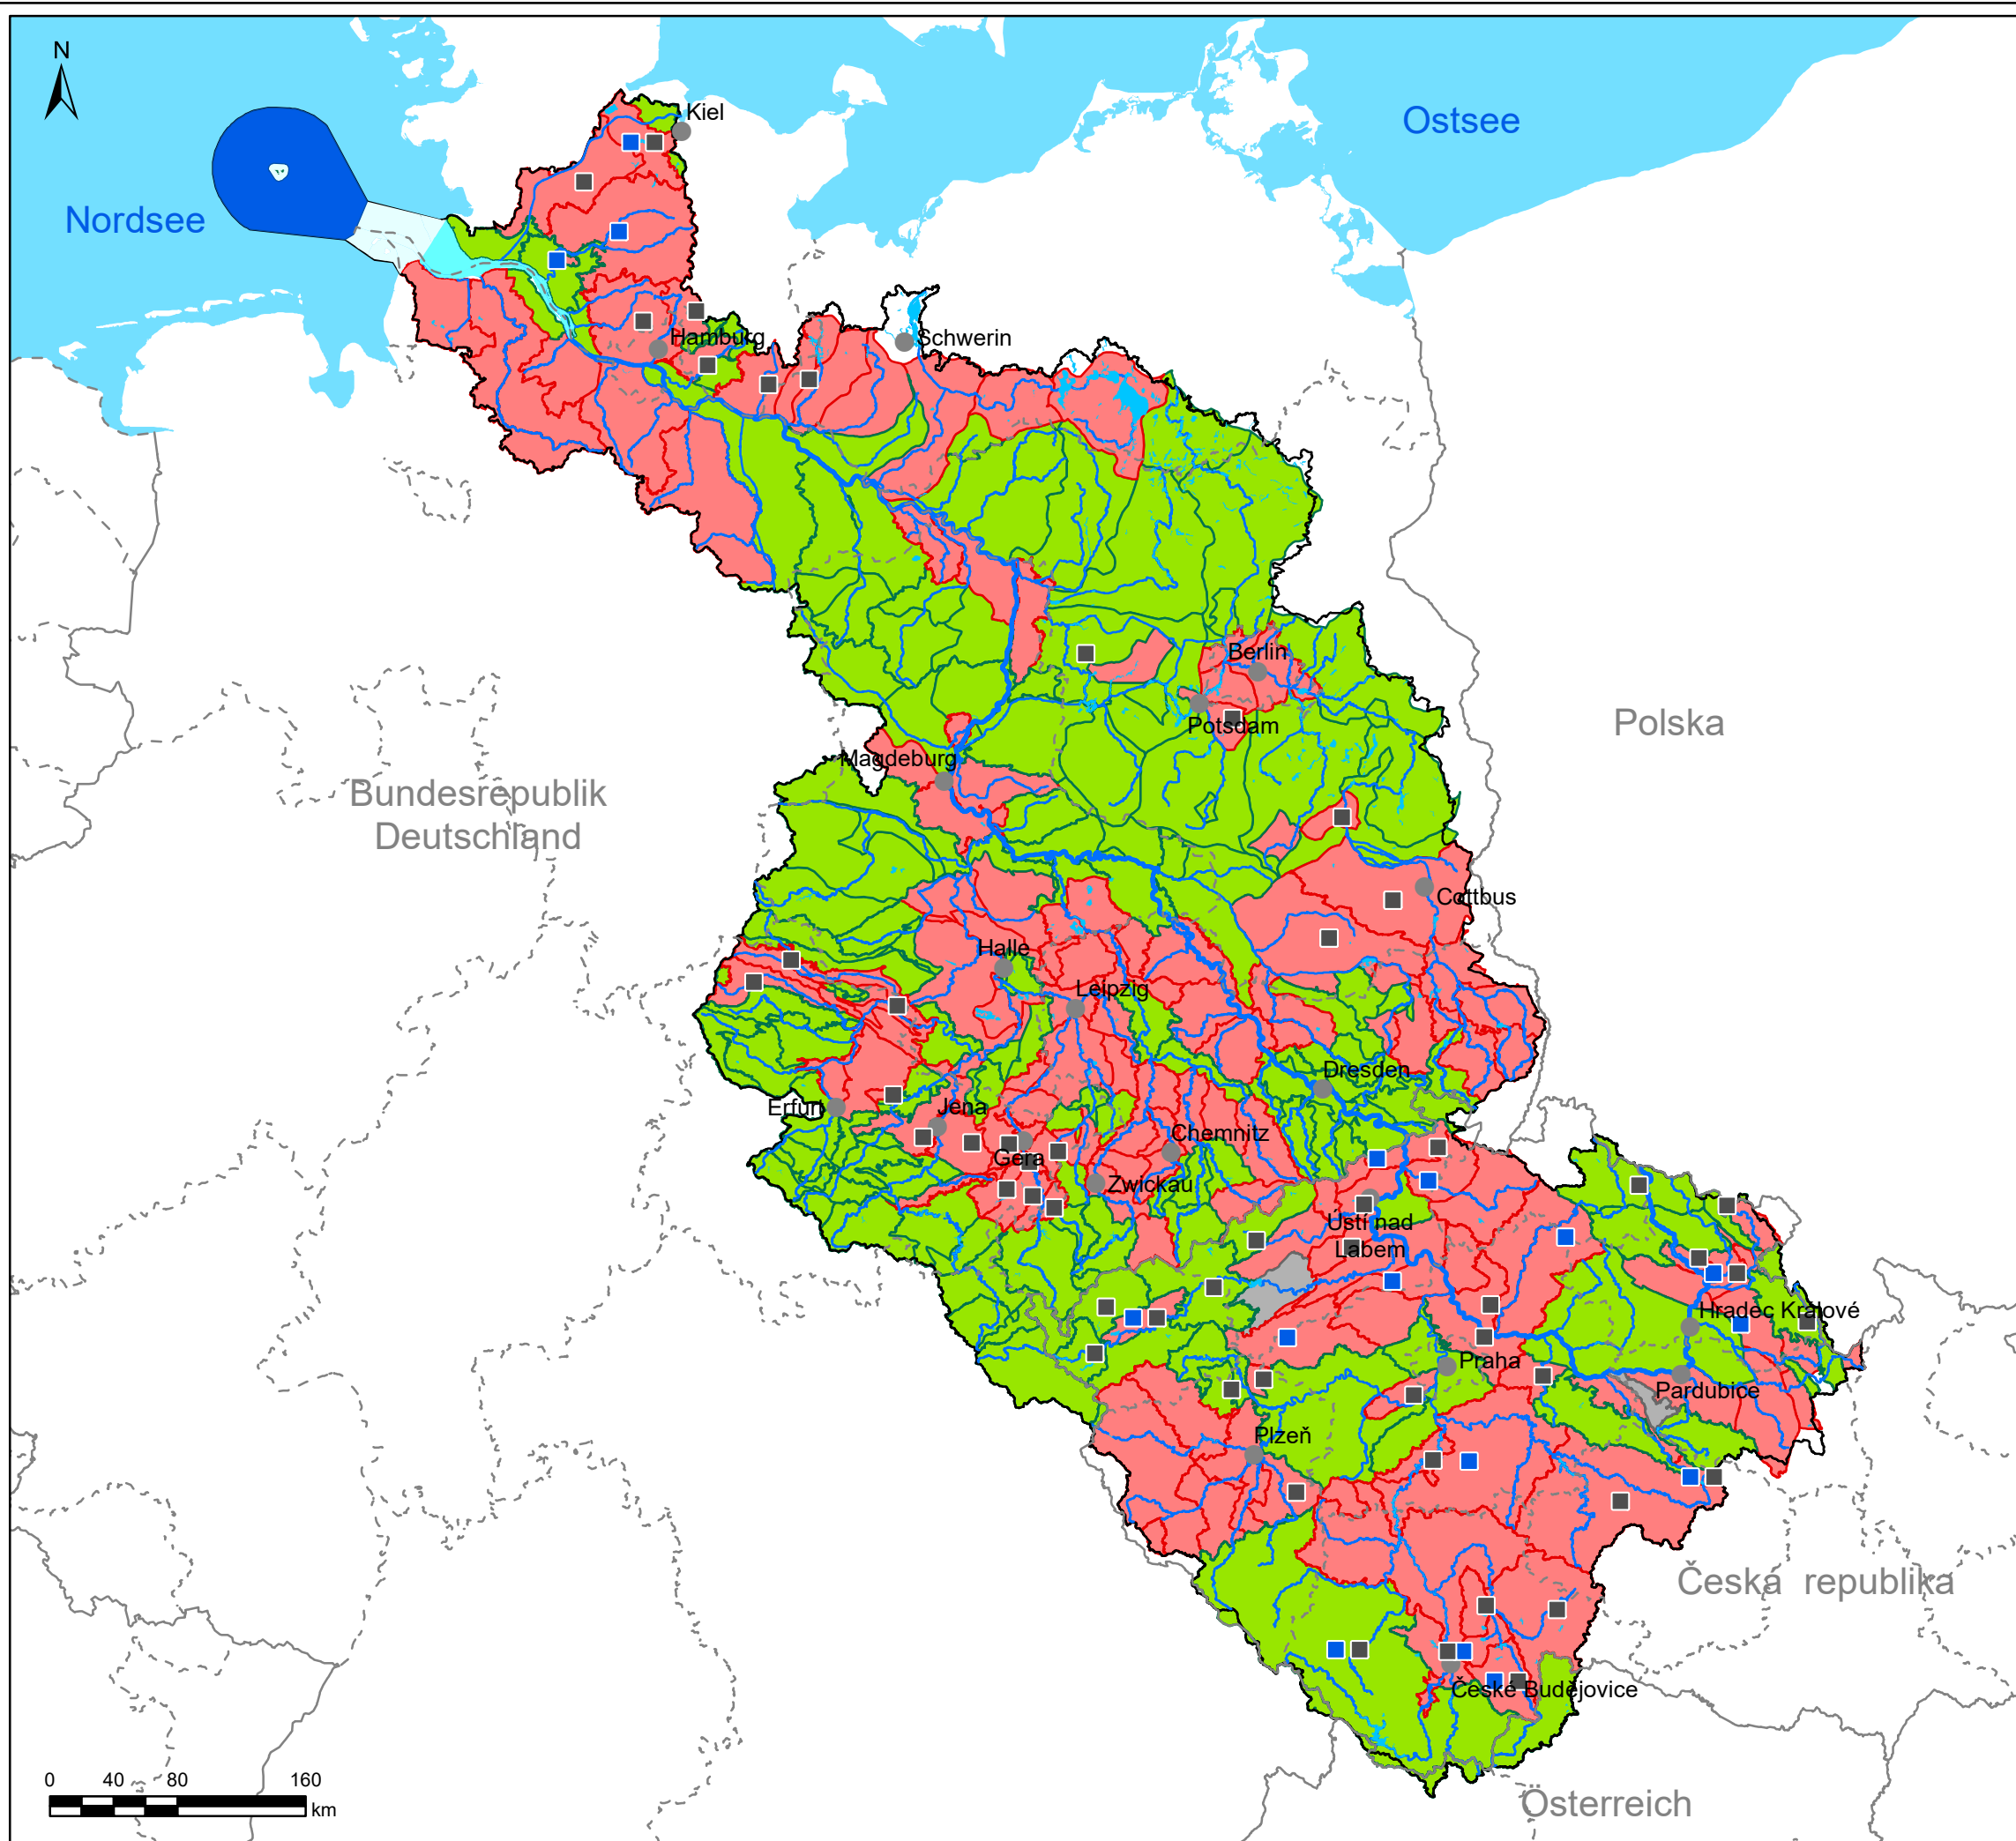 N
Kiel
Ostsee
Nordsee
Hamburg
Schwerin
Berlin
Polska
Potsdam
Magdeburg
Bundesrepublik
Deutschland
Cottbus
Halle
Leipzig
Dresden
Erfurt
Jena
Chemnitz
Gera
Zwickau
Ústí nad
Labem
Hradec Králové
Praha
Pardubice
Plzeň
Česká republika
České Budějovice
0 40 80 160
km
Österreich